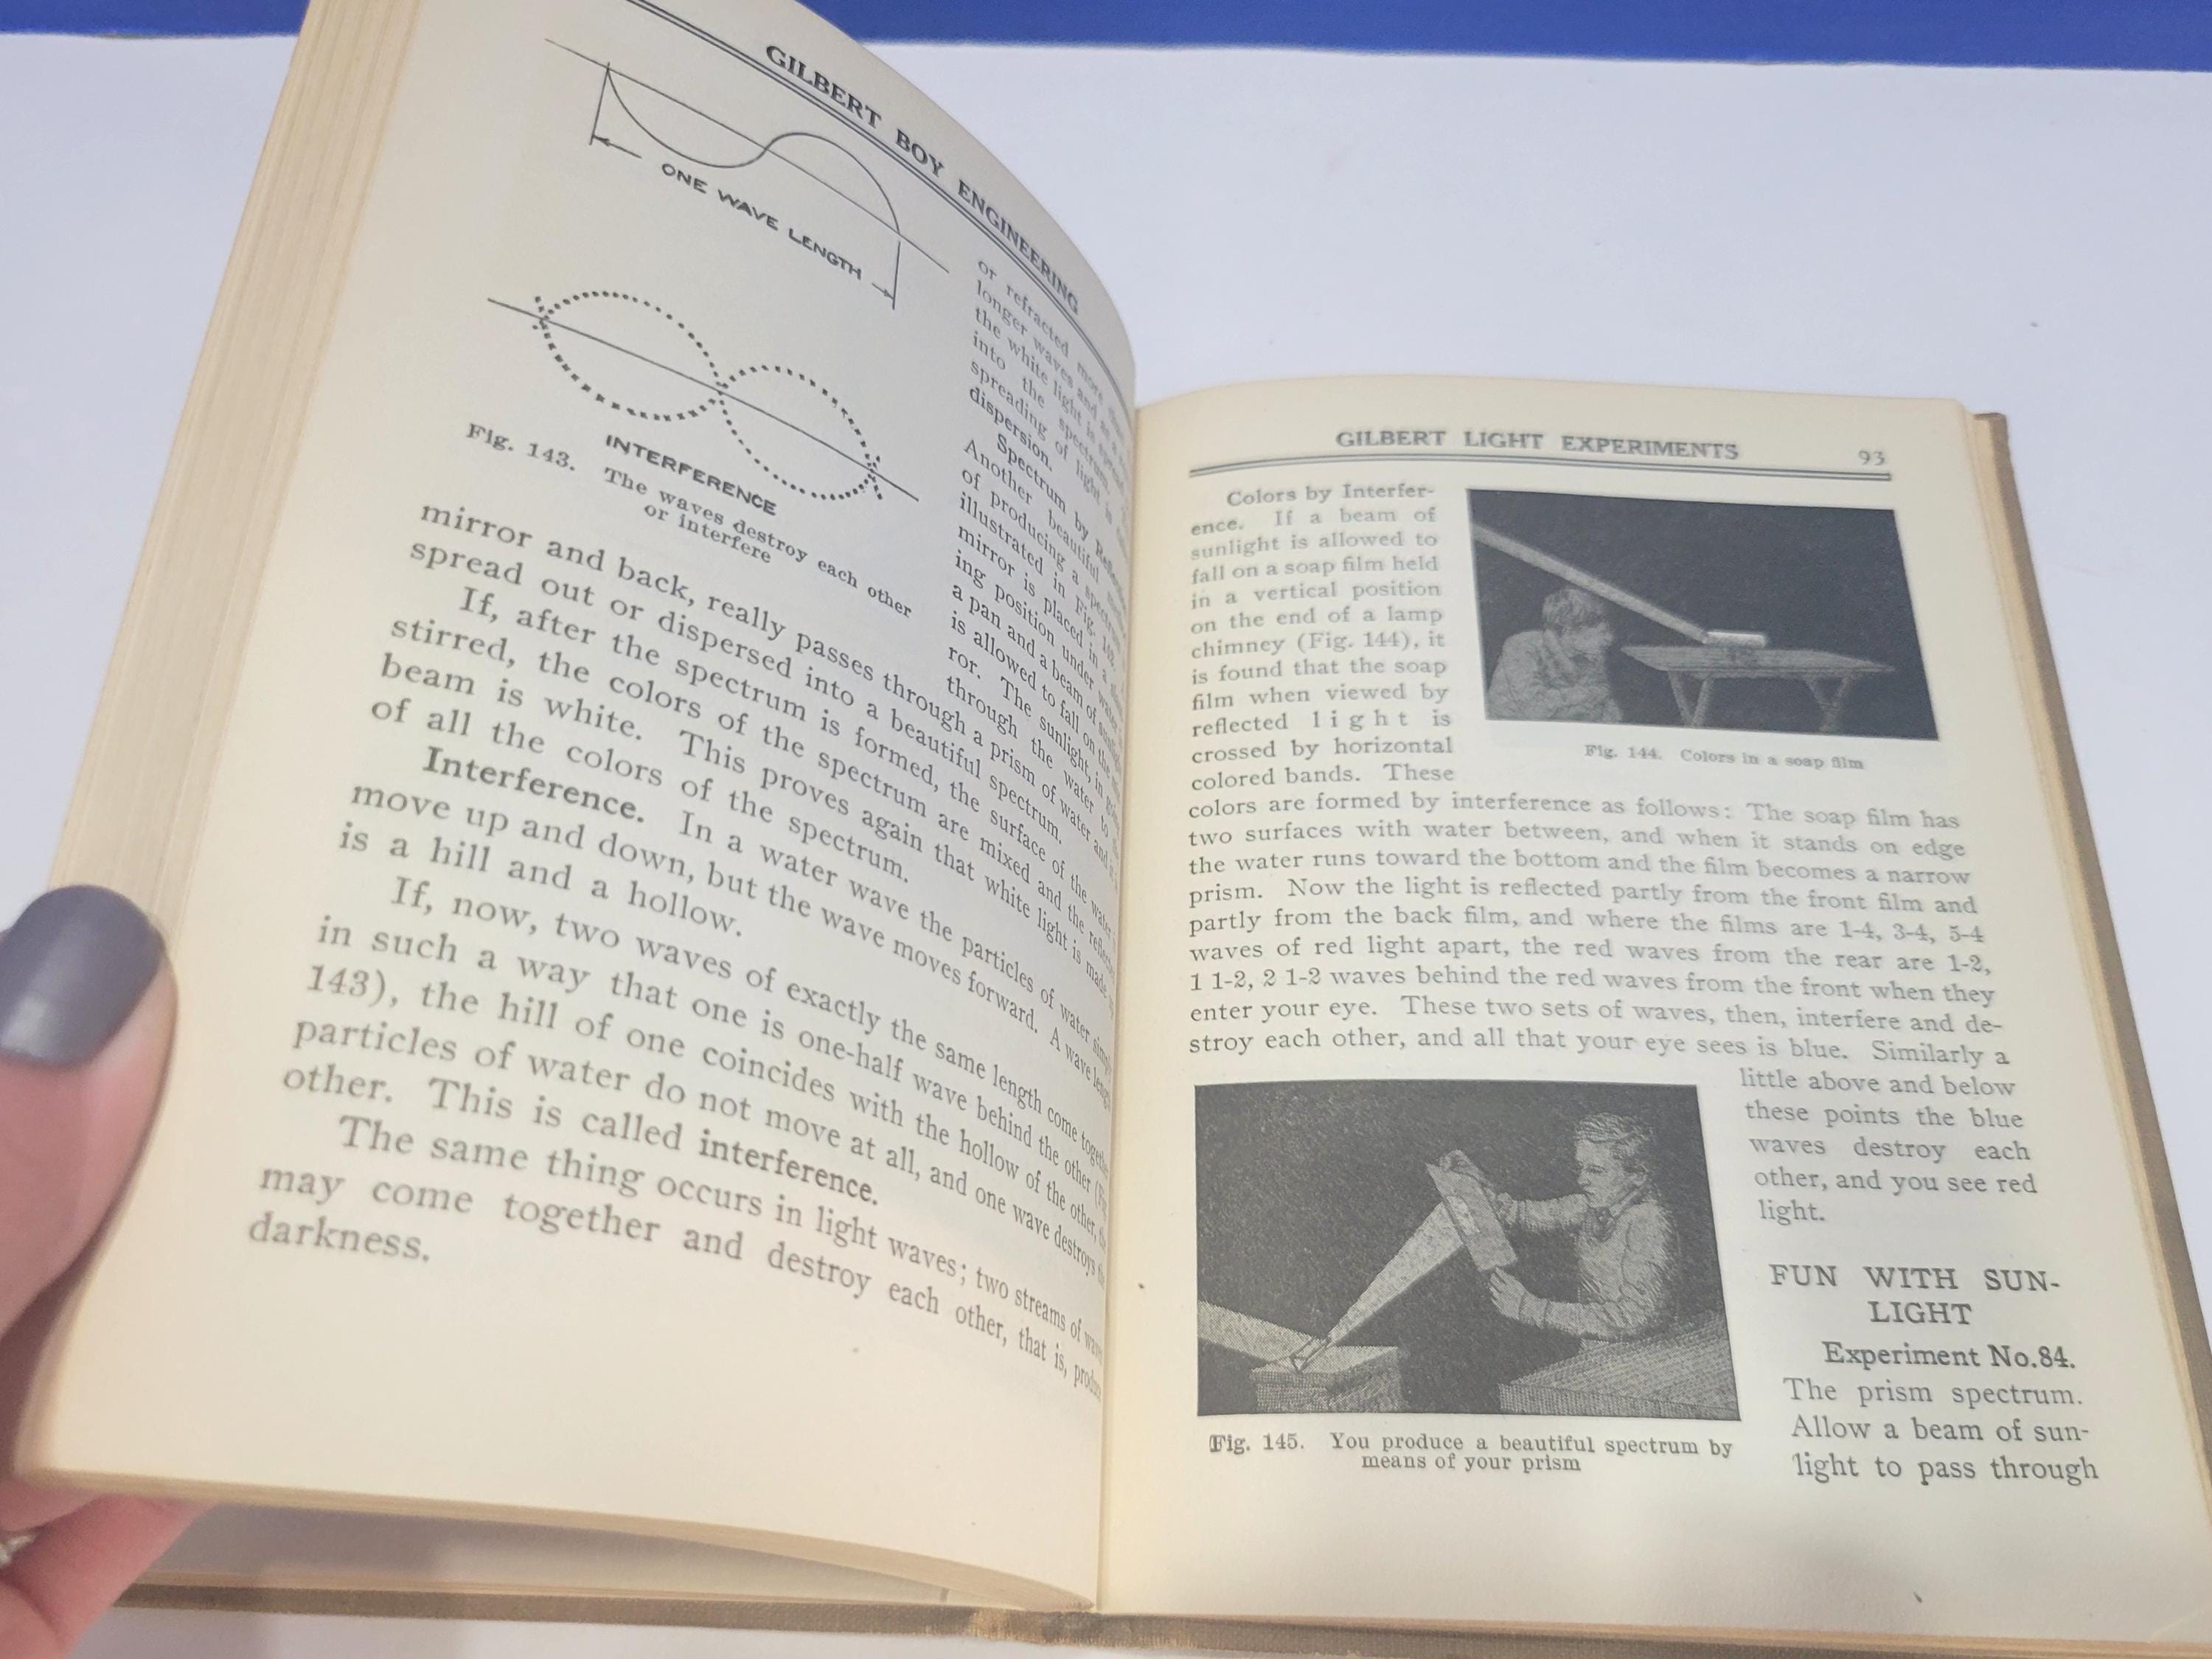 GILBERT BOY ENGINEERING
ONE WAVE LENGTH
INTERFERENCE
Fig. 143. The waves destroy each other
or interfere
or refracted more
longer waves and
the white light is
into the spectrum.
spreading of light is
dispersion.
Spectrum by
Another beautiful
of producing a
illustrated in Fig.
mirror is placed in a
ing position under water
a pan and a beam of sunlight
is allowed to fall on the
ror. The sunlight, in
through the water to the
mirror and back, really passes through a prism of water and is
spread out or dispersed into a beautiful spectrum.
If, after the spectrum is formed, the surface of the water
stirred, the colors of the spectrum are mixed and the reflected
beam is white. This proves again that white light is made
of all the colors of the spectrum.
Interference. In a water wave the particles of water simply
move up and down, but the wave moves forward. A wave length
is a hill and a hollow.
If, now, two waves of exactly the same length come together
in such a way that one is one-half wave behind the other (Fig.
143), the hill of one coincides with the hollow of the other, the
particles of water do not move at all, and one wave destroys the
other. This is called interference.
The same thing occurs in light waves; two streams of waves
may come together and destroy each other, that is, produce
darkness.
GILBERT LIGHT EXPERIMENTS 93
Colors by Interfer-
ence. If a beam of
sunlight is allowed to
fall on a soap film held
in a vertical position
on the end of a lamp
chimney (Fig. 144), it
is found that the soap
film when viewed by
reflected light is
crossed by horizontal
colored bands. These
Fig. 144. Colors in a soap film
colors are formed by interference as follows: The soap film has
two surfaces with water between, and when it stands on edge
the water runs toward the bottom and the film becomes a narrow
prism. Now the light is reflected partly from the front film and
partly from the back film, and where the films are 1-4, 3-4, 5-4
waves of red light apart, the red waves from the rear are 1-2,
1 1-2, 2 1-2 waves behind the red waves from the front when they
enter your eye. These two sets of waves, then, interfere and de-
stroy each other, and all that your eye sees is blue. Similarly a
little above and below
these points the blue
waves destroy each
other, and you see red
light.
Fig. 145. You produce a beautiful spectrum by
means of your prism
FUN WITH SUN-
LIGHT
Experiment No.84.
The prism spectrum.
Allow a beam of sun-
light to pass through